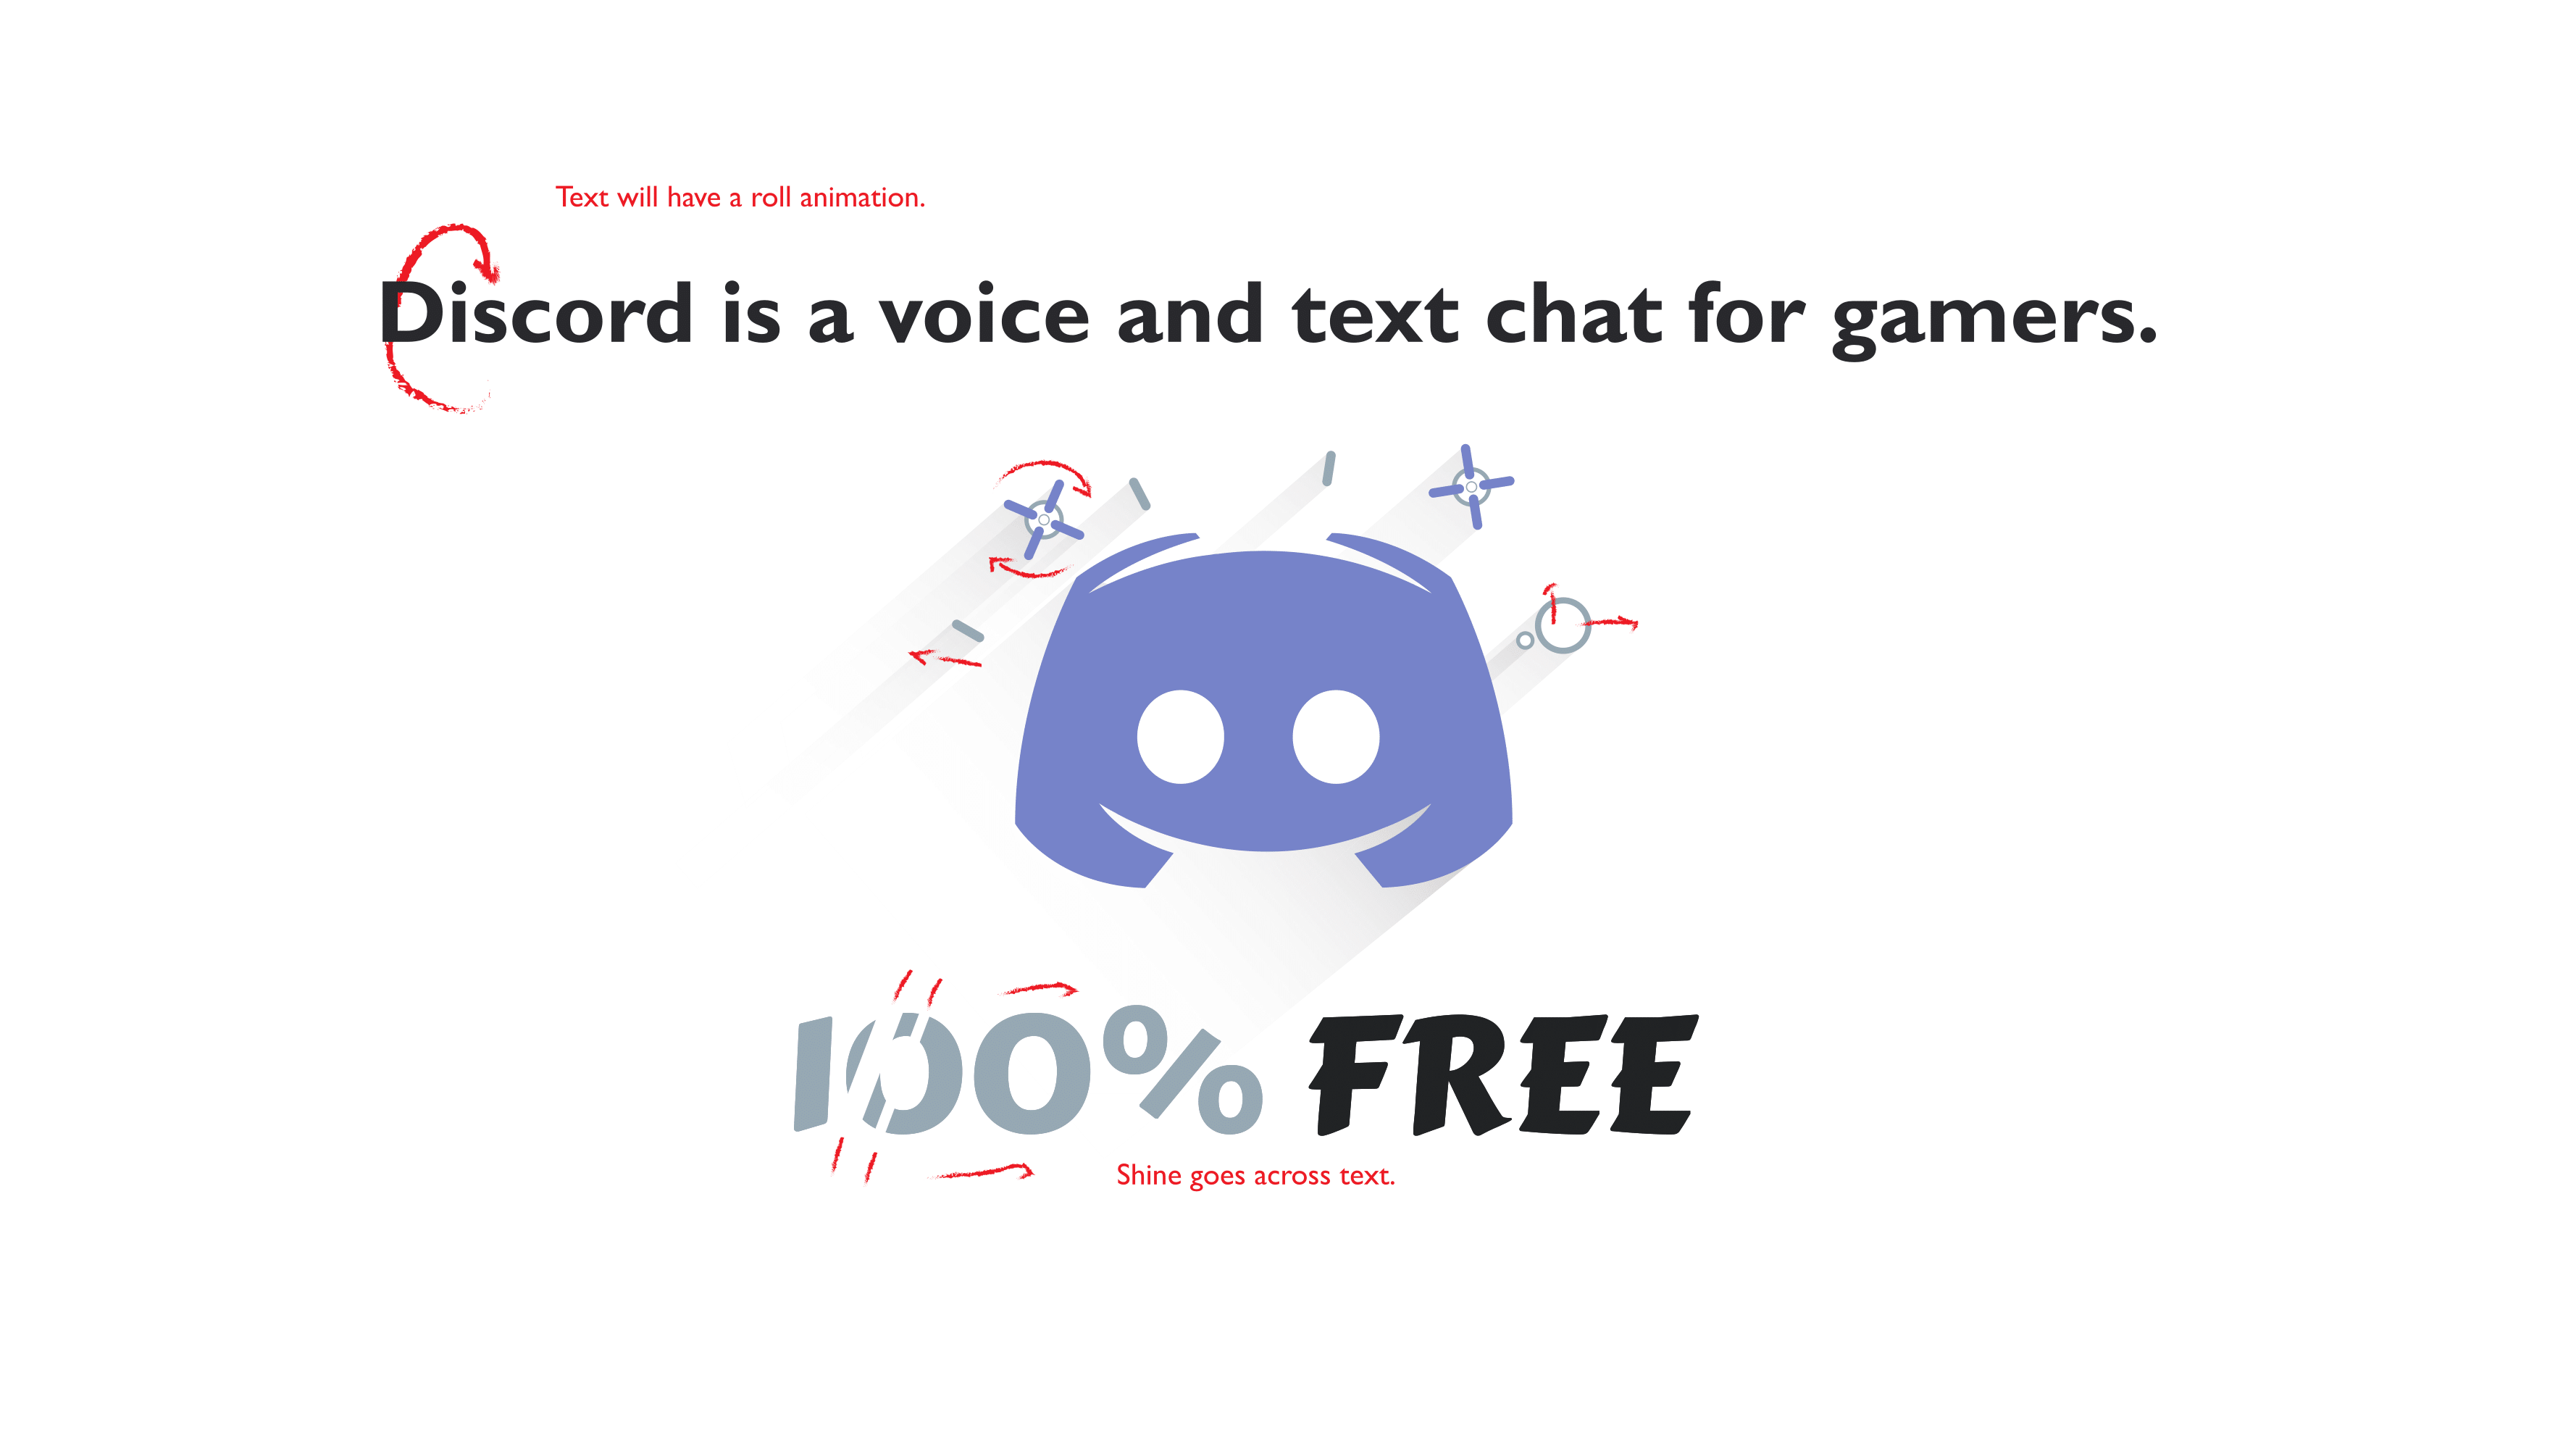 Text will have a roll animation.
Discord is a voice and text chat for gamers.
100% FREE
Shine goes across text.